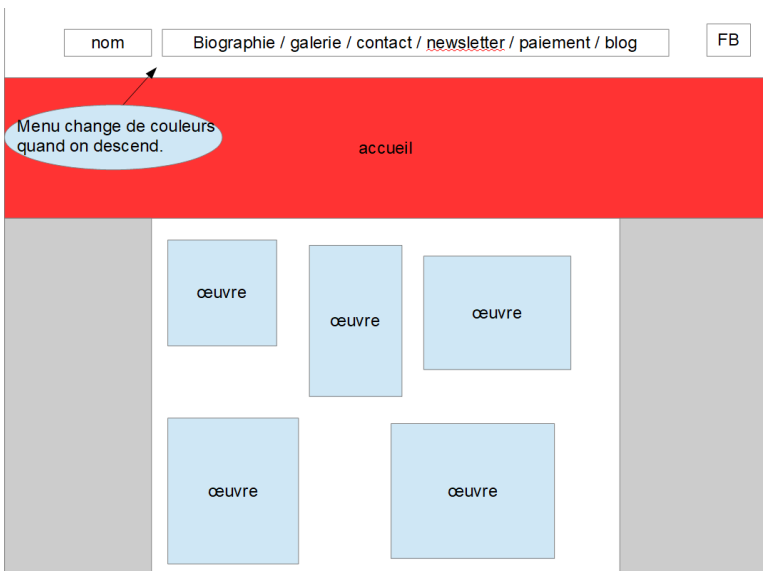 nom
Biographie / galerie / contact / newsletter / paiement / blog
FB
Menu change de couleurs
quand on descend.
accueil
œuvre
œuvre
œuvre
œuvre
œuvre